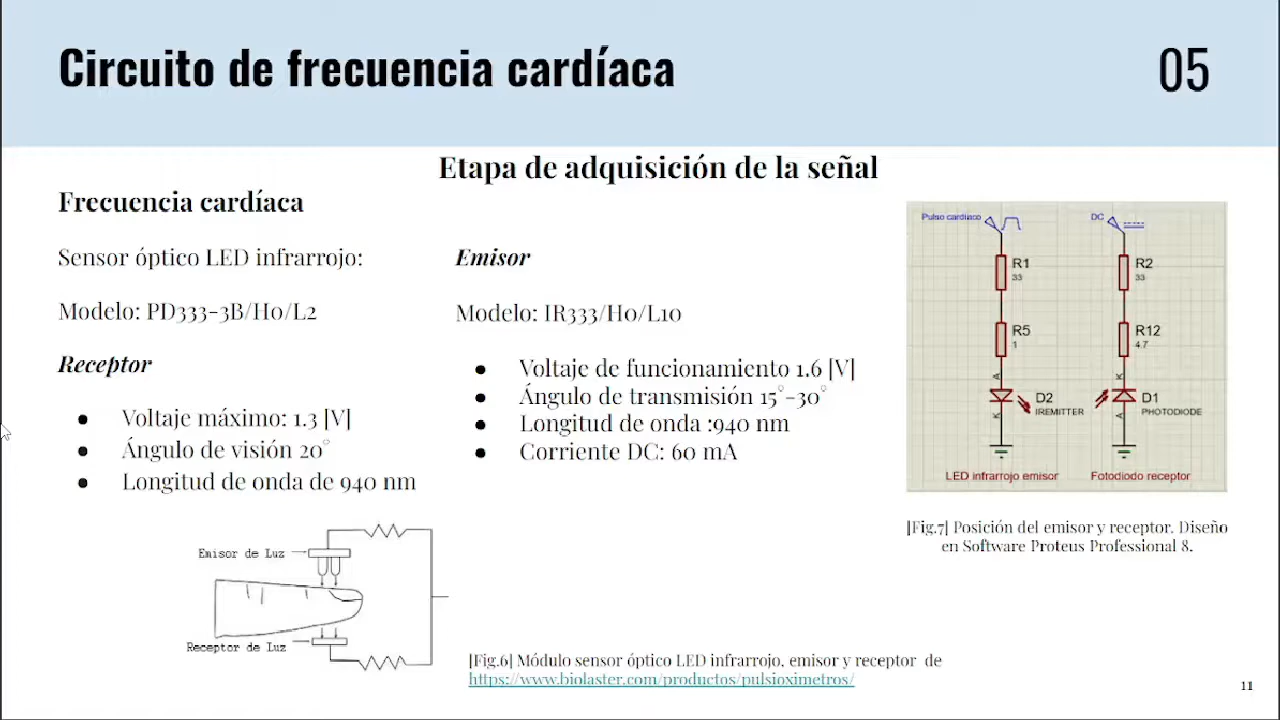 Circuito de frecuencia cardíaca
05
Etapa de adquisición de la señal
Frecuencia cardíaca
Sensor óptico LED infrarrojo:
Modelo: PD333-3B/H0/L2
Receptor
Voltaje máximo: 1.3 [V]
Ángulo de visión 20°
Longitud de onda de 940 nm
Emisor
Modelo: IR333/H0/L10
Voltaje de funcionamiento 1.6 [V]
Ángulo de transmisión 15°-30°
Longitud de onda :940 nm
Corriente DC: 60 mA
Pulso cardíaco
DC
R1
33
R2
33
R5
1
R12
4.7
A
K
D2
IREMITTER
D1
PHOTODIODE
K
A
LED infrarrojo emisor
Fotodiodo receptor
[Fig.7] Posición del emisor y receptor. Diseño
en Software Proteus Professional 8.
Emisor de Luz
Receptor de Luz
[Fig.6] Módulo sensor óptico LED infrarrojo, emisor y receptor de
https://www.biolaster.com/productos/pulsioximetros/
11